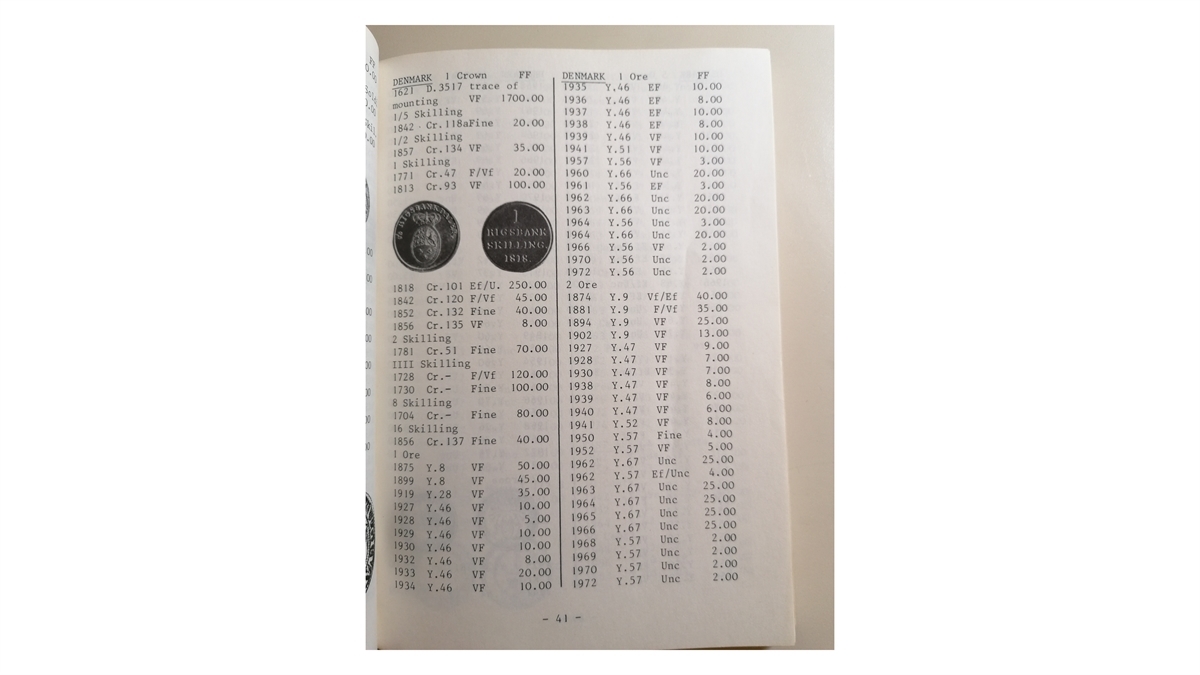 DENMARK 1 Crown FF
1621 D.3517 trace of
mounting VF 1700.00
1/5 Skilling
1842 Cr.118aFine 20.00
1/2 Skilling
1857 Cr.134 VF 35.00
1 Skilling
1771 Cr.47 F/Vf 20.00
1813 Cr.93 VF 100.00
1
RIGSBANK
SKILLING.
1818.
1818 Cr.101 Ef/U. 250.00
1842 Cr.120 F/Vf 45.00
1852 Cr.132 Fine 40.00
1856 Cr.135 VF 8.00
2 Skilling
1781 Cr.51 Fine 70.00
IIII Skilling
1728 Cr.- F/Vf 120.00
1730 Cr.- Fine 100.00
8 Skilling
1704 Cr.- Fine 80.00
16 Skilling
1856 Cr.137 Fine 40.00
1 Ore
1875 Y.8 VF 50.00
1899 Y.8 VF 45.00
1919 Y.28 VF 35.00
1927 Y.46 VF 10.00
1928 Y.46 VF 5.00
1929 Y.46 VF 10.00
1930 Y.46 VF 10.00
1932 Y.46 VF 8.00
1933 Y.46 VF 20.00
1934 Y.46 VF 10.00
DENMARK 1 Ore FF
1935 Y.46 EF 10.00
1936 Y.46 EF 8.00
1937 Y.46 EF 10.00
1938 Y.46 EF 8.00
1939 Y.46 VF 10.00
1941 Y.51 VF 10.00
1957 Y.56 VF 3.00
1960 Y.66 Unc 20.00
1961 Y.56 EF 3.00
1962 Y.66 Unc 20.00
1963 Y.66 Unc 20.00
1964 Y.56 Unc 3.00
1964 Y.66 Unc 20.00
1966 Y.56 VF 2.00
1970 Y.56 Unc 2.00
1972 Y.56 Unc 2.00
2 Ore
1874 Y.9 Vf/Ef 40.00
1881 Y.9 F/Vf 35.00
1894 Y.9 VF 25.00
1902 Y.9 VF 13.00
1927 Y.47 VF 9.00
1928 Y.47 VF 7.00
1930 Y.47 VF 7.00
1938 Y.47 VF 8.00
1939 Y.47 VF 6.00
1940 Y.47 VF 6.00
1941 Y.52 VF 8.00
1950 Y.57 Fine 4.00
1952 Y.57 VF 5.00
1962 Y.67 Unc 25.00
1962 Y.57 Ef/Unc 4.00
1963 Y.67 Unc 25.00
1964 Y.67 Unc 25.00
1965 Y.67 Unc 25.00
1966 Y.67 Unc 25.00
1968 Y.57 Unc 2.00
1969 Y.57 Unc 2.00
1970 Y.57 Unc 2.00
1972 Y.57 Unc 2.00
- 41 -